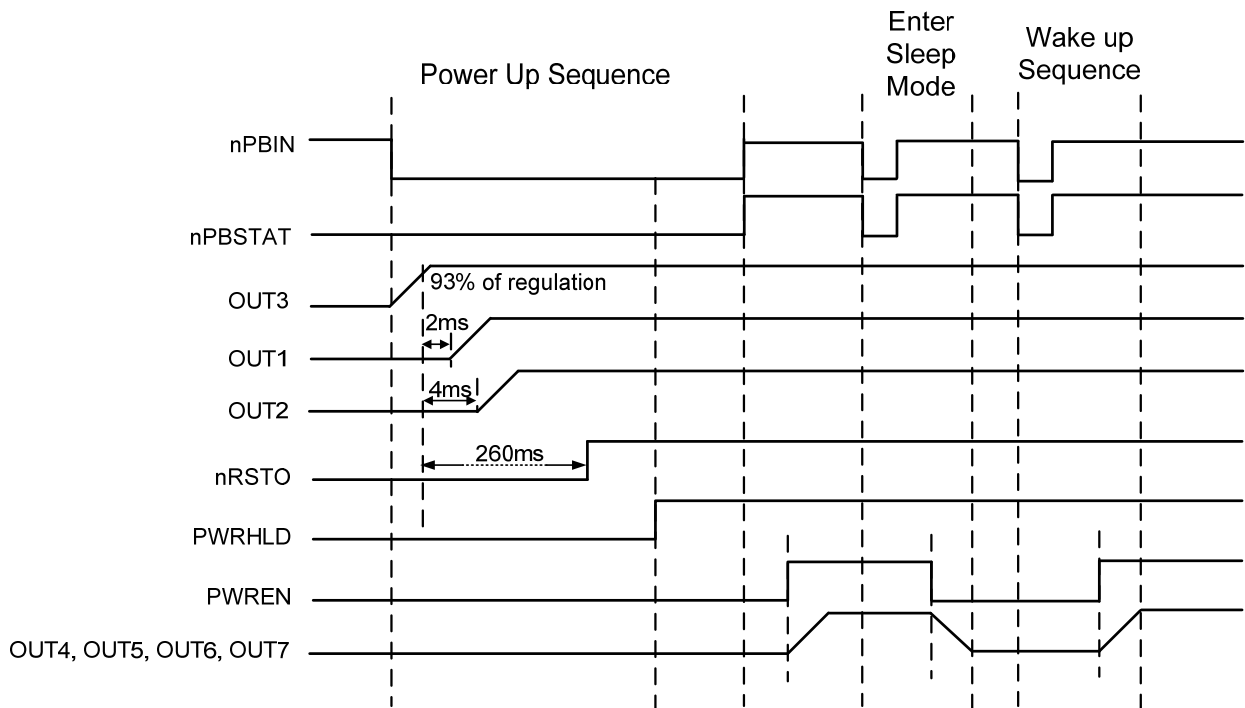 Power Up Sequence
Enter
Sleep
Mode
Wake up
Sequence
nPBIN
nPBSTAT
OUT3
93% of regulation
2ms
OUT1
4ms
OUT2
260ms
nRSTO
PWRHLD
PWREN
OUT4, OUT5, OUT6, OUT7